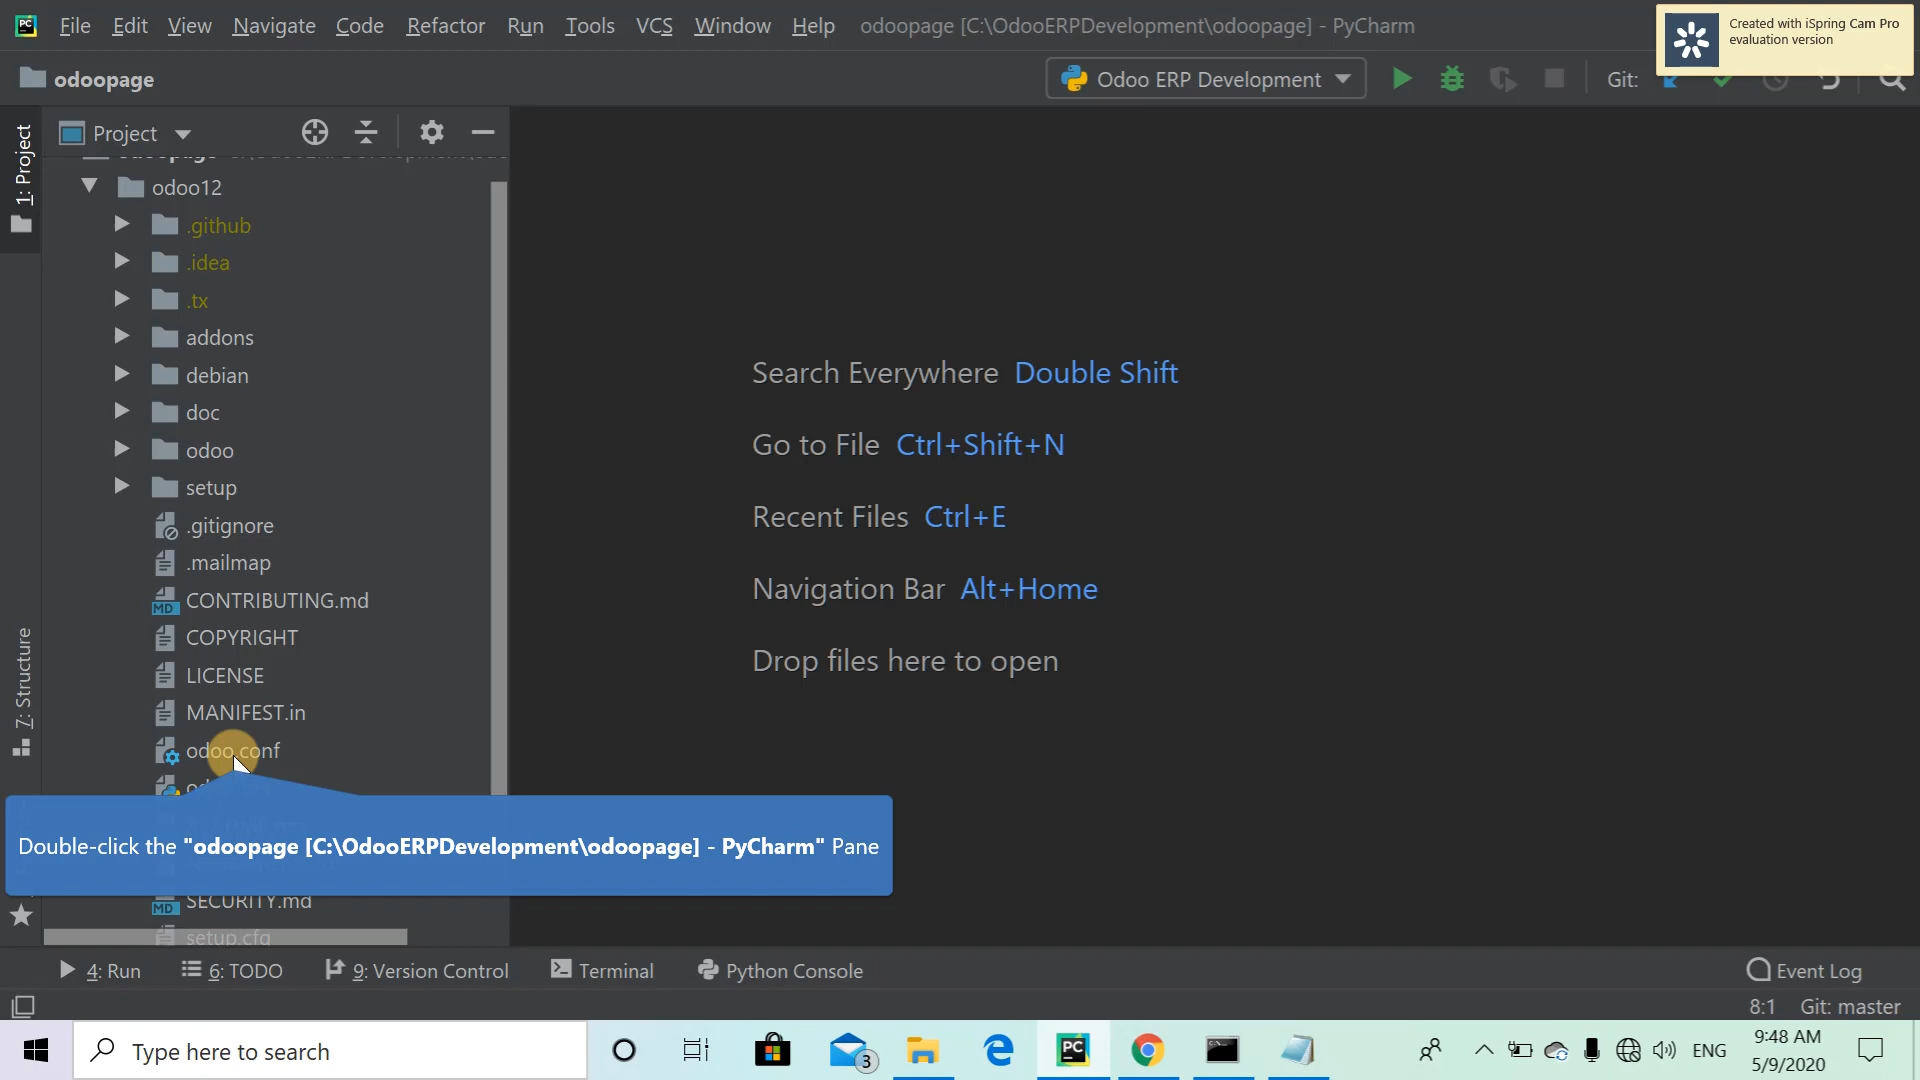 File Edit View Navigate Code Refactor Run Tools VCS Window Help odoopage [C:\OdooERPDevelopment\odoopage] - PyCharm
Created with iSpring Cam Pro
evaluation version
odoopage
Odoo ERP Development
Git:
1: Project
Project
odoo12
.github
.idea
.tx
addons
debian
doc
odoo
setup
.gitignore
.mailmap
CONTRIBUTING.md
COPYRIGHT
LICENSE
MANIFEST.in
odoo.conf
SECURITY.md
setup.cfg
7: Structure
Search Everywhere Double Shift
Go to File Ctrl+Shift+N
Recent Files Ctrl+E
Navigation Bar Alt+Home
Drop files here to open
Double-click the "odoopage [C:\OdooERPDevelopment\odoopage] - PyCharm" Pane
4: Run 6: TODO 9: Version Control Terminal Python Console Event Log
8:1 Git: master
Type here to search
3
ENG
9:48 AM
5/9/2020